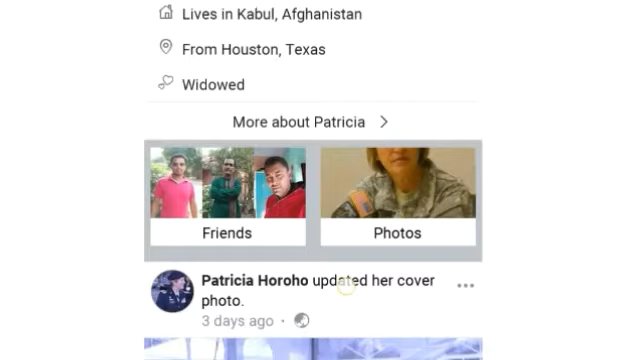 Lives in Kabul, Afghanistan
From Houston, Texas
Widowed
More about Patricia
Friends
Photos
Patricia Horoho updated her cover
photo.
3 days ago ·